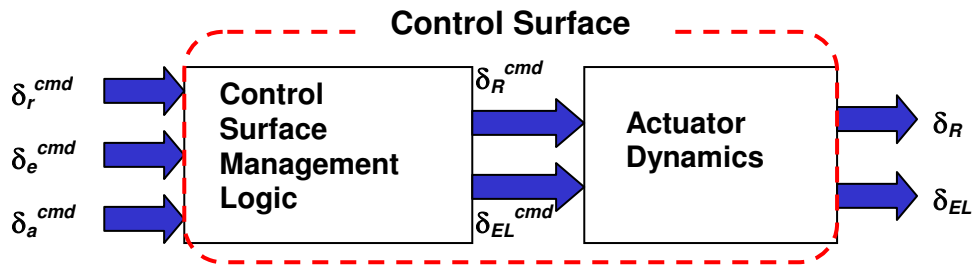 Control Surface
δr^cmd
δe^cmd
δa^cmd
Control
Surface
Management
Logic
δR^cmd
δEL^cmd
Actuator
Dynamics
δR
δEL